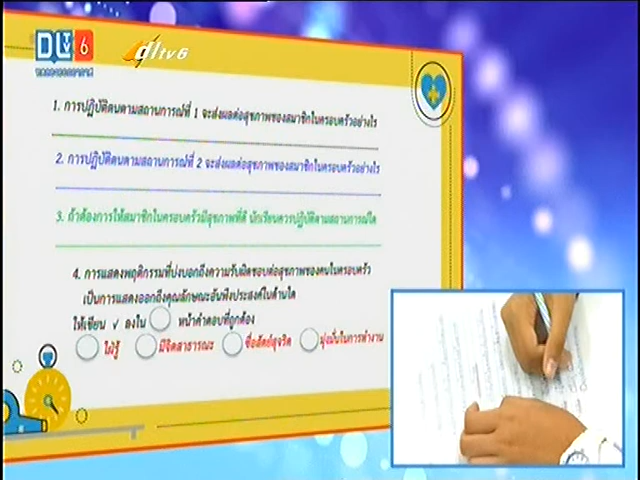 DLTV 6
dltv6
1. การปฏิบัติตนตามสถานการณ์ที่ 1 จะส่งผลต่อสุขภาพของสมาชิกในครอบครัวอย่างไร
2. การปฏิบัติตนตามสถานการณ์ที่ 2 จะส่งผลต่อสุขภาพของสมาชิกในครอบครัวอย่างไร
3. ถ้าต้องการให้สมาชิกในครอบครัวมีสุขภาพที่ดี นักเรียนควรปฏิบัติตามสถานการณ์ใด
4. การแสดงพฤติกรรมที่บ่งบอกถึงความรับผิดชอบต่อสุขภาพของคนในครอบครัว
เป็นการแสดงออกถึงคุณลักษณะอันพึงประสงค์ในด้านใด
ให้เขียน ✓ ลงใน หน้าคำตอบที่ถูกต้อง
ใฝ่รู้ มีจิตสาธารณะ ซื่อสัตย์สุจริต มุ่งมั่นในการทำงาน